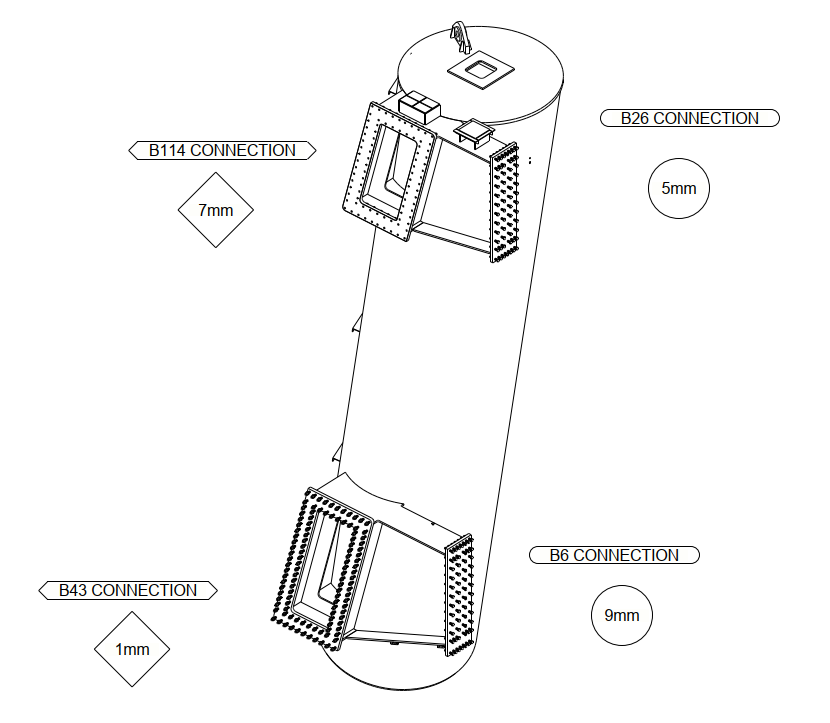 B26 CONNECTION
B114 CONNECTION
5mm
7mm
B6 CONNECTION
B43 CONNECTION
9mm
1mm